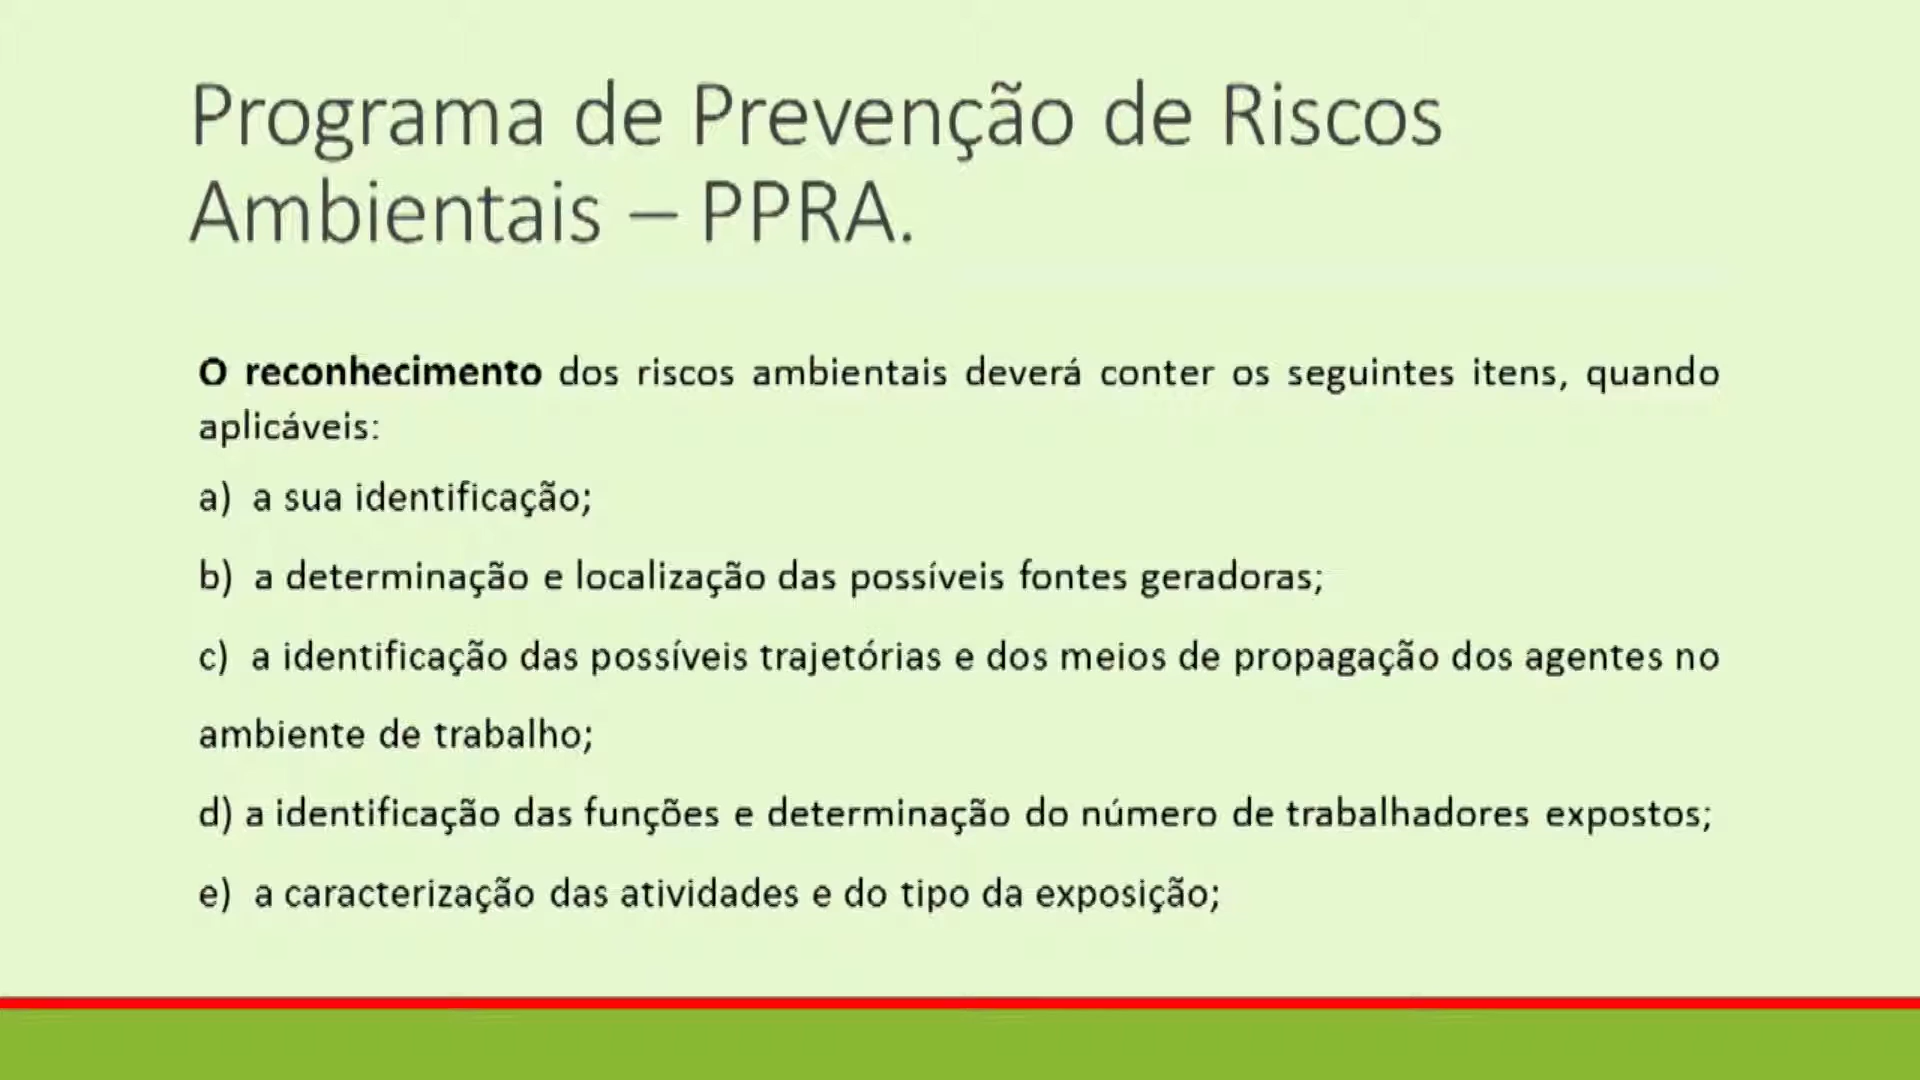 Programa de Prevenção de Riscos
Ambientais – PPRA.
O reconhecimento dos riscos ambientais deverá conter os seguintes itens, quando
aplicáveis:
a) a sua identificação;
b) a determinação e localização das possíveis fontes geradoras;
c) a identificação das possíveis trajetórias e dos meios de propagação dos agentes no
ambiente de trabalho;
d) a identificação das funções e determinação do número de trabalhadores expostos;
e) a caracterização das atividades e do tipo da exposição;